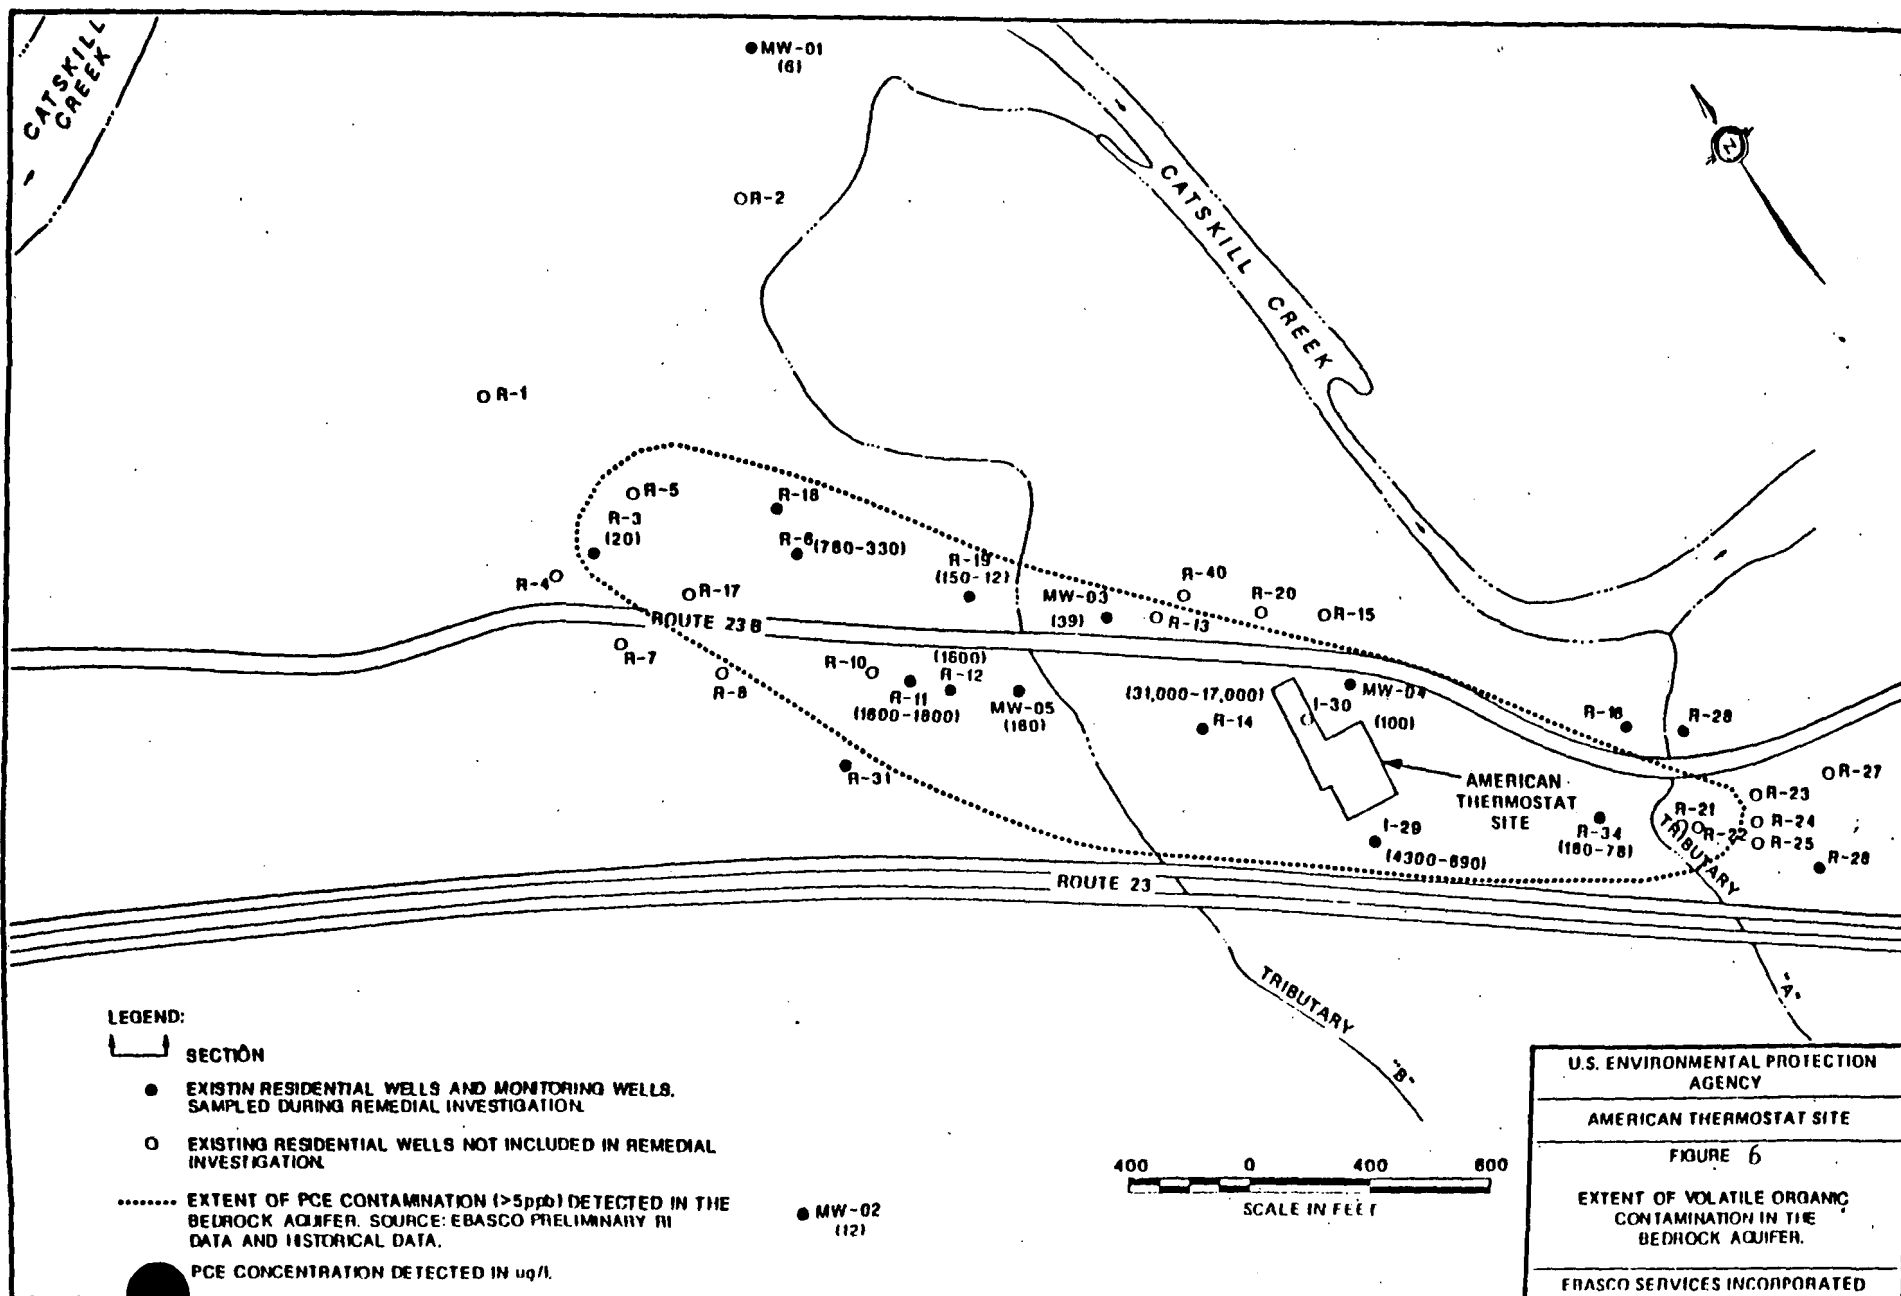 CATSKILL
CREEK
MW-01
(6)
R-2
CATSKILL CREEK
N
R-1
R-5
R-3
(20)
R-18
R-6 (780-330)
R-19
(150-12)
R-4
R-17
MW-03
(39)
R-40
R-13
R-20
R-15
ROUTE 23B
R-7
R-8
R-10
R-11
(1600-1800)
(1600)
R-12
MW-05
(160)
(31,000-17,000)
R-14
I-30
MW-04
(100)
R-16
R-28
R-31
AMERICAN
THERMOSTAT
SITE
R-27
R-23
R-21
R-22
R-24
R-25
R-26
I-29
(4300-690)
R-34
(180-78)
TRIBUTARY
"A"
ROUTE 23
TRIBUTARY
"B"
LEGEND:
SECTION
EXISTIN RESIDENTIAL WELLS AND MONITORING WELLS,
SAMPLED DURING REMEDIAL INVESTIGATION.
EXISTING RESIDENTIAL WELLS NOT INCLUDED IN REMEDIAL
INVESTIGATION.
EXTENT OF PCE CONTAMINATION (>5ppb) DETECTED IN THE
BEDROCK AQUIFER. SOURCE: EBASCO PRELIMINARY RI
DATA AND HISTORICAL DATA.
PCE CONCENTRATION DETECTED IN ug/l.
MW-02
(12)
400 0 400 800
SCALE IN FEET
U.S. ENVIRONMENTAL PROTECTION
AGENCY
AMERICAN THERMOSTAT SITE
FIGURE 6
EXTENT OF VOLATILE ORGANIC
CONTAMINATION IN THE
BEDROCK AQUIFER.
EBASCO SERVICES INCORPORATED